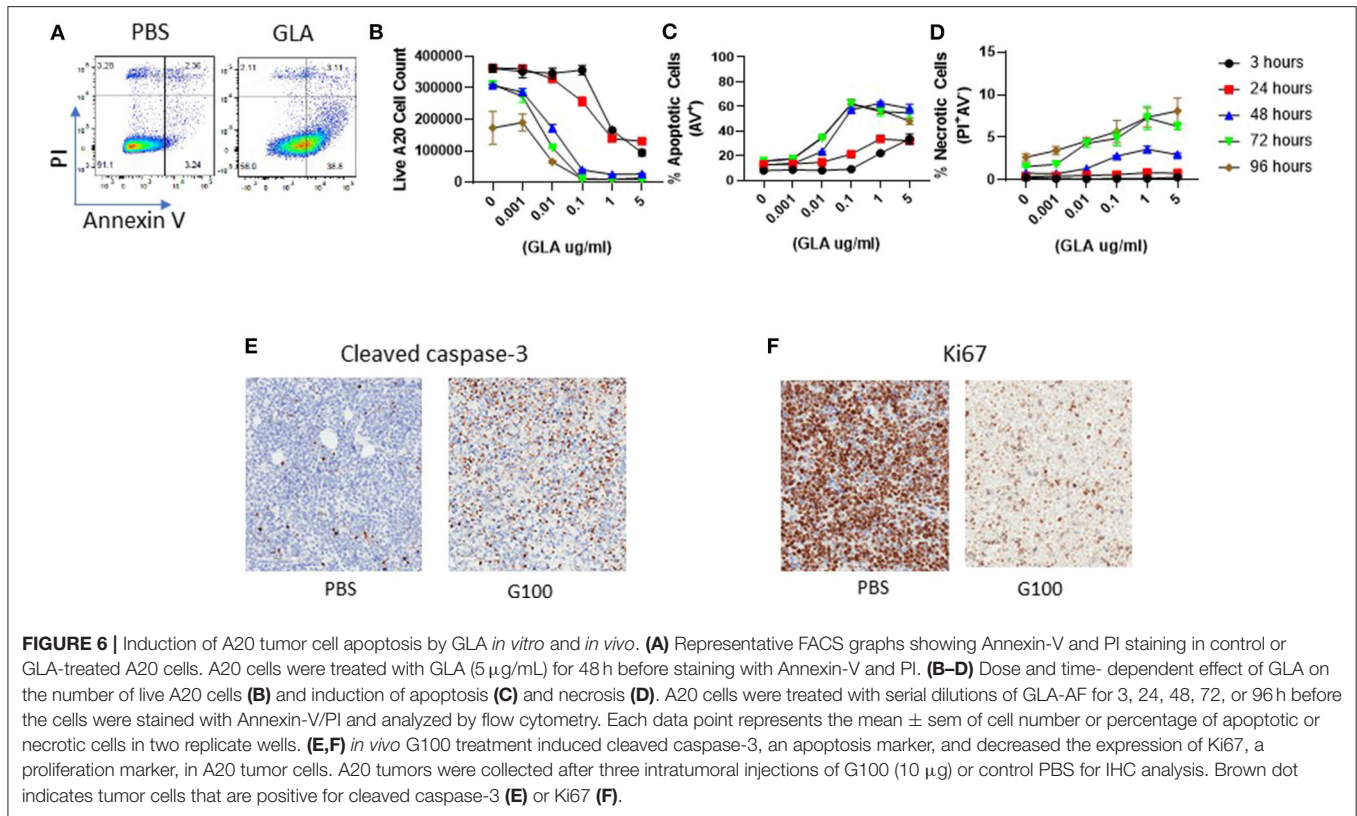 A
PBS
GLA
3.28
2.36
2.11
3.11
91.1
3.24
56.0
38.8
PI
Annexin V
B
Live A20 Cell Count
400000
300000
200000
100000
0
0 0.001 0.01 0.1 1 5
(GLA ug/ml)
C
% Apoptotic Cells
(AV⁺)
100
80
60
40
20
0
0 0.001 0.01 0.1 1 5
(GLA ug/ml)
D
% Necrotic Cells
(PI⁺AV⁻)
15
10
5
0
0 0.001 0.01 0.1 1 5
(GLA ug/ml)
3 hours
24 hours
48 hours
72 hours
96 hours
E
Cleaved caspase-3
PBS
G100
F
Ki67
PBS
G100
FIGURE 6 | Induction of A20 tumor cell apoptosis by GLA in vitro and in vivo. (A) Representative FACS graphs showing Annexin-V and PI staining in control or
GLA-treated A20 cells. A20 cells were treated with GLA (5 μg/mL) for 48 h before staining with Annexin-V and PI. (B–D) Dose and time- dependent effect of GLA on
the number of live A20 cells (B) and induction of apoptosis (C) and necrosis (D). A20 cells were treated with serial dilutions of GLA-AF for 3, 24, 48, 72, or 96 h before
the cells were stained with Annexin-V/PI and analyzed by flow cytometry. Each data point represents the mean ± sem of cell number or percentage of apoptotic or
necrotic cells in two replicate wells. (E,F) in vivo G100 treatment induced cleaved caspase-3, an apoptosis marker, and decreased the expression of Ki67, a
proliferation marker, in A20 tumor cells. A20 tumors were collected after three intratumoral injections of G100 (10 μg) or control PBS for IHC analysis. Brown dot
indicates tumor cells that are positive for cleaved caspase-3 (E) or Ki67 (F).